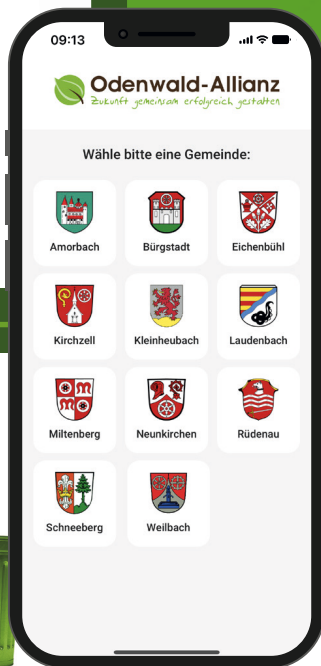 09:13
Odenwald-Allianz
Zukunft gemeinsam erfolgreich gestalten
Wähle bitte eine Gemeinde:
Amorbach Bürgstadt Eichenbühl
Kirchzell Kleinheubach Laudenbach
Miltenberg Neunkirchen Rüdenau
Schneeberg Weilbach